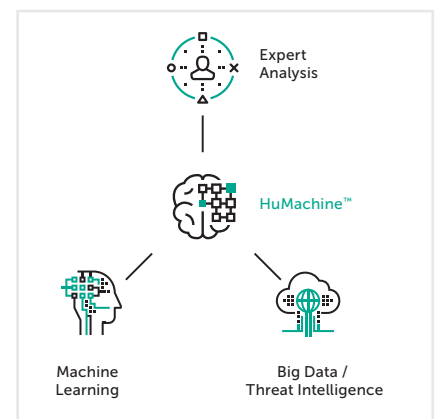 Expert
Analysis
HuMachine™
Machine
Learning
Big Data /
Threat Intelligence